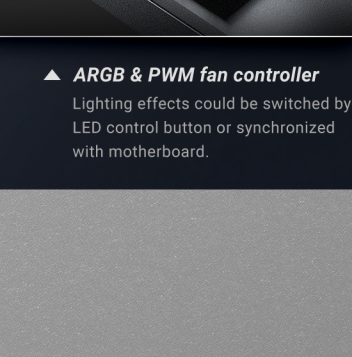 ARGB & PWM fan controller
Lighting effects could be switched by
LED control button or synchronized
with motherboard.